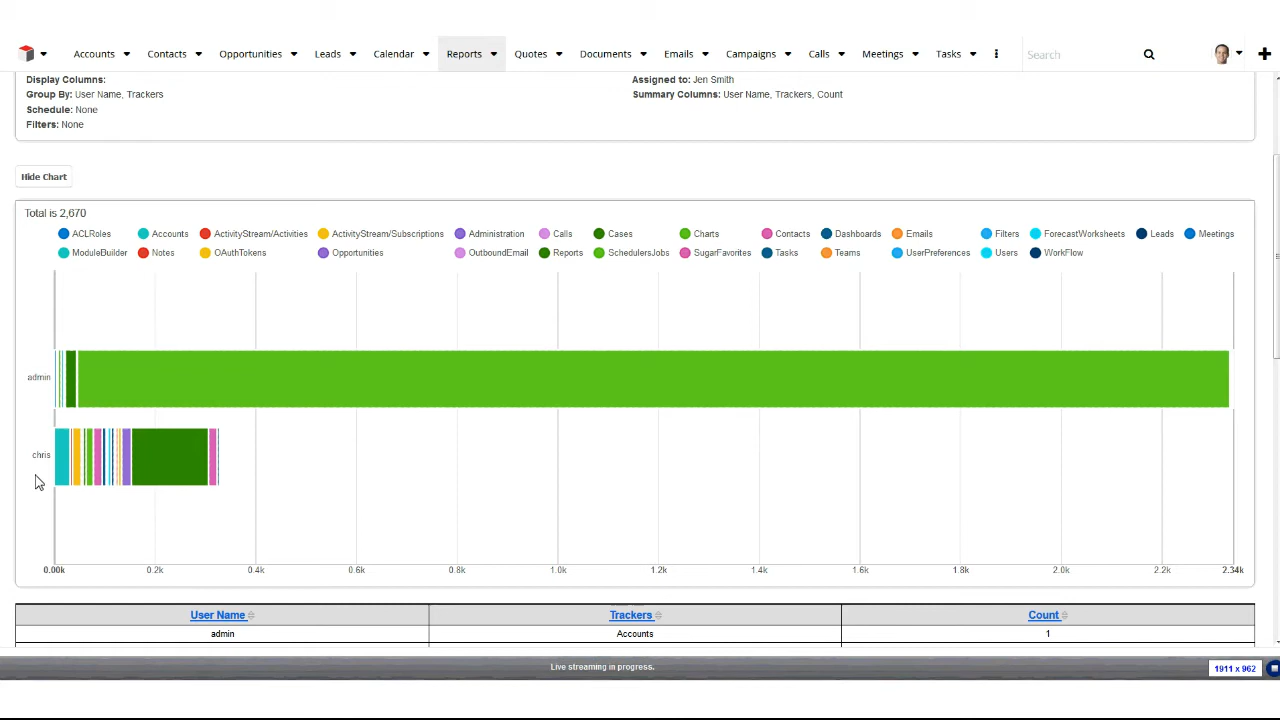 Accounts Contacts Opportunities Leads Calendar Reports Quotes Documents Emails Campaigns Calls Meetings Tasks Search
Display Columns: Assigned to: Jen Smith
Group By: User Name, Trackers Summary Columns: User Name, Trackers, Count
Schedule: None
Filters: None
Hide Chart
Total is 2,670
ACLRoles Accounts ActivityStream/Activities ActivityStream/Subscriptions Administration Calls Cases Charts Contacts Dashboards Emails Filters ForecastWorksheets Leads Meetings
ModuleBuilder Notes OAuthTokens Opportunities OutboundEmail Reports SchedulersJobs SugarFavorites Tasks Teams UserPreferences Users WorkFlow
admin
chris
0.00k 0.2k 0.4k 0.6k 0.8k 1.0k 1.2k 1.4k 1.6k 1.8k 2.0k 2.2k 2.34k
User Name Trackers Count
admin Accounts 1
Live streaming in progress. 1911 x 962